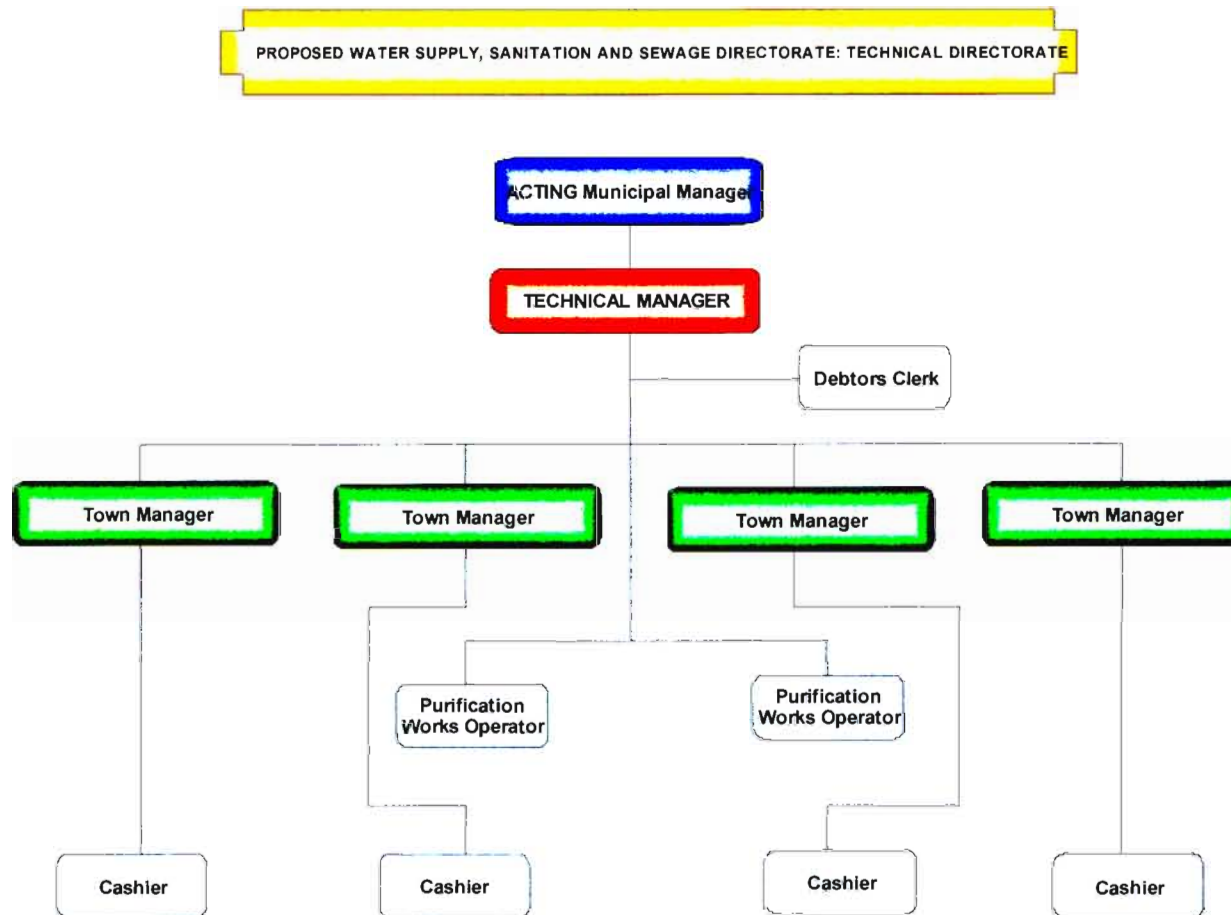 PROPOSED WATER SUPPLY, SANITATION AND SEWAGE DIRECTORATE: TECHNICAL DIRECTORATE
ACTING Municipal Manager
TECHNICAL MANAGER
Debtors Clerk
Town Manager
Town Manager
Town Manager
Town Manager
Purification
Works Operator
Purification
Works Operator
Cashier
Cashier
Cashier
Cashier